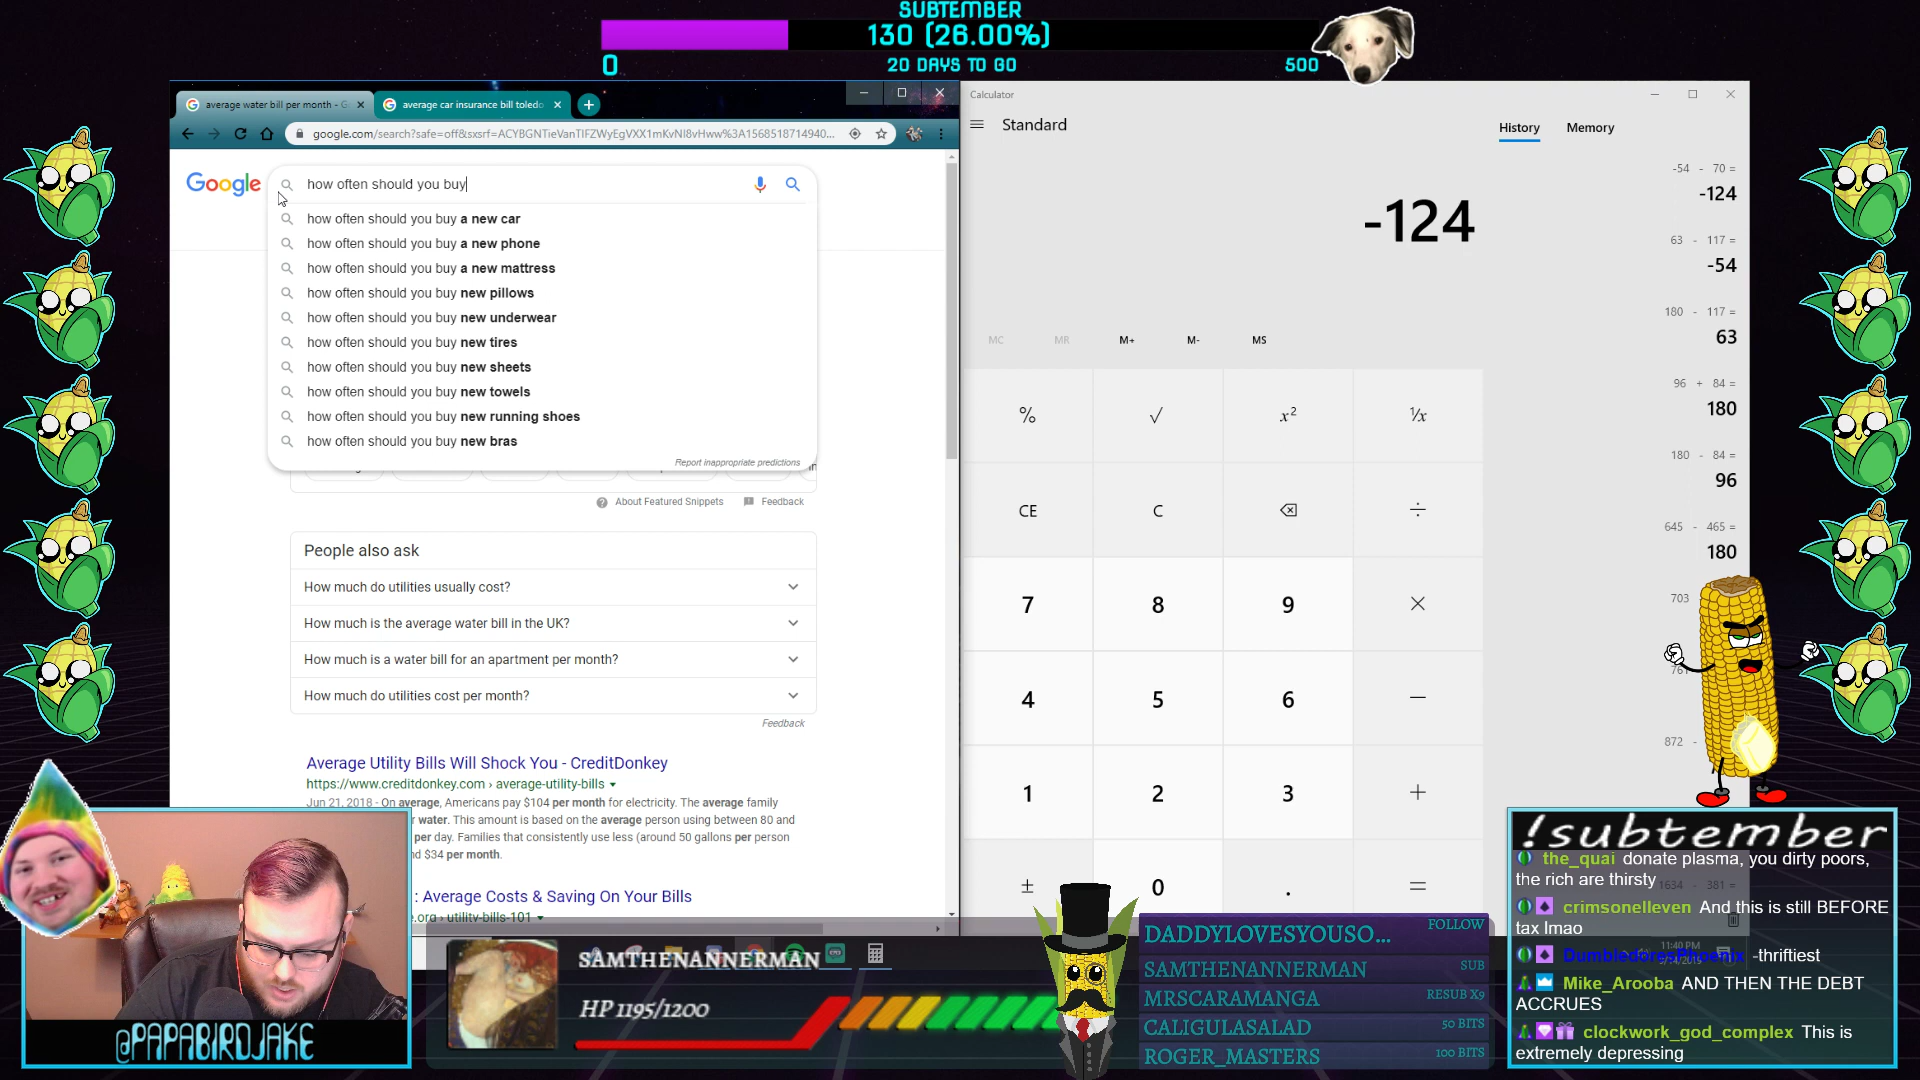 SUBTEMBER
130 (26.00%)
0
20 DAYS TO GO
500
average water bill per month - G
average car insurance bill toledo
google.com/search?safe=off&sxsrf=ACYBGNTieVanTIFZWyEgVXX1mKvNl8vHww%3A1568518714940...
Google
how often should you buy
how often should you buy a new car
how often should you buy a new phone
how often should you buy a new mattress
how often should you buy new pillows
how often should you buy new underwear
how often should you buy new tires
how often should you buy new sheets
how often should you buy new towels
how often should you buy new running shoes
how often should you buy new bras
Report inappropriate predictions
About Featured Snippets
Feedback
People also ask
How much do utilities usually cost?
How much is the average water bill in the UK?
How much is a water bill for an apartment per month?
How much do utilities cost per month?
Feedback
Average Utility Bills Will Shock You - CreditDonkey
https://www.creditdonkey.com › average-utility-bills
Jun 21, 2018 - On average, Americans pay $104 per month for electricity. The average family
water. This amount is based on the average person using between 80 and
per day. Families that consistently use less (around 50 gallons per person
$34 per month.
: Average Costs & Saving On Your Bills
› utility-bills-101
Calculator
Standard
History
Memory
-124
MC
MR
M+
M-
MS
%
√
x²
¹⁄x
CE
C
÷
7
8
9
×
4
5
6
−
1
2
3
+
±
0
.
=
-54 - 70 =
-124
63 - 117 =
-54
180 - 117 =
63
96 + 84 =
180
180 - 84 =
96
645 - 465 =
180
703
872 -
1634 - 381 =
11:40 PM
@PAPABIRDJAKE
SAMTHENANNERMAN
HP 1195/1200
DADDYLOVESYOUSO...
FOLLOW
SAMTHENANNERMAN
SUB
MRSCARAMANGA
RESUB X9
CALIGULASALAD
50 BITS
ROGER_MASTERS
100 BITS
!subtember
the_quai donate plasma, you dirty poors,
the rich are thirsty
crimsonelleven And this is still BEFORE
tax lmao
DumbledoresPhoenix -thriftiest
Mike_Arooba AND THEN THE DEBT
ACCRUES
clockwork_god_complex This is
extremely depressing